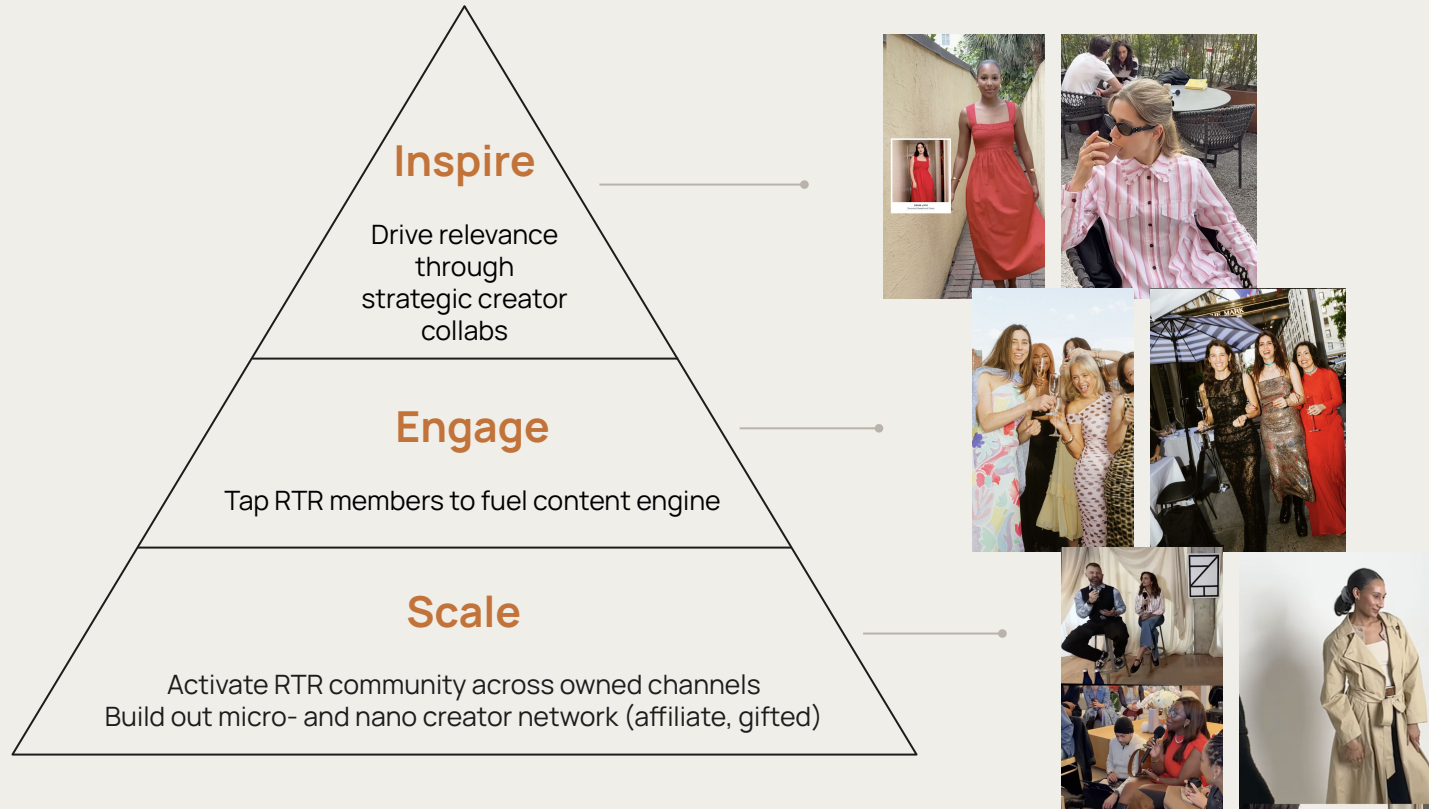 Inspire
Drive relevance
through
strategic creator
collabs
Engage
Tap RTR members to fuel content engine
Scale
Activate RTR community across owned channels
Build out micro- and nano creator network (affiliate, gifted)
MARK